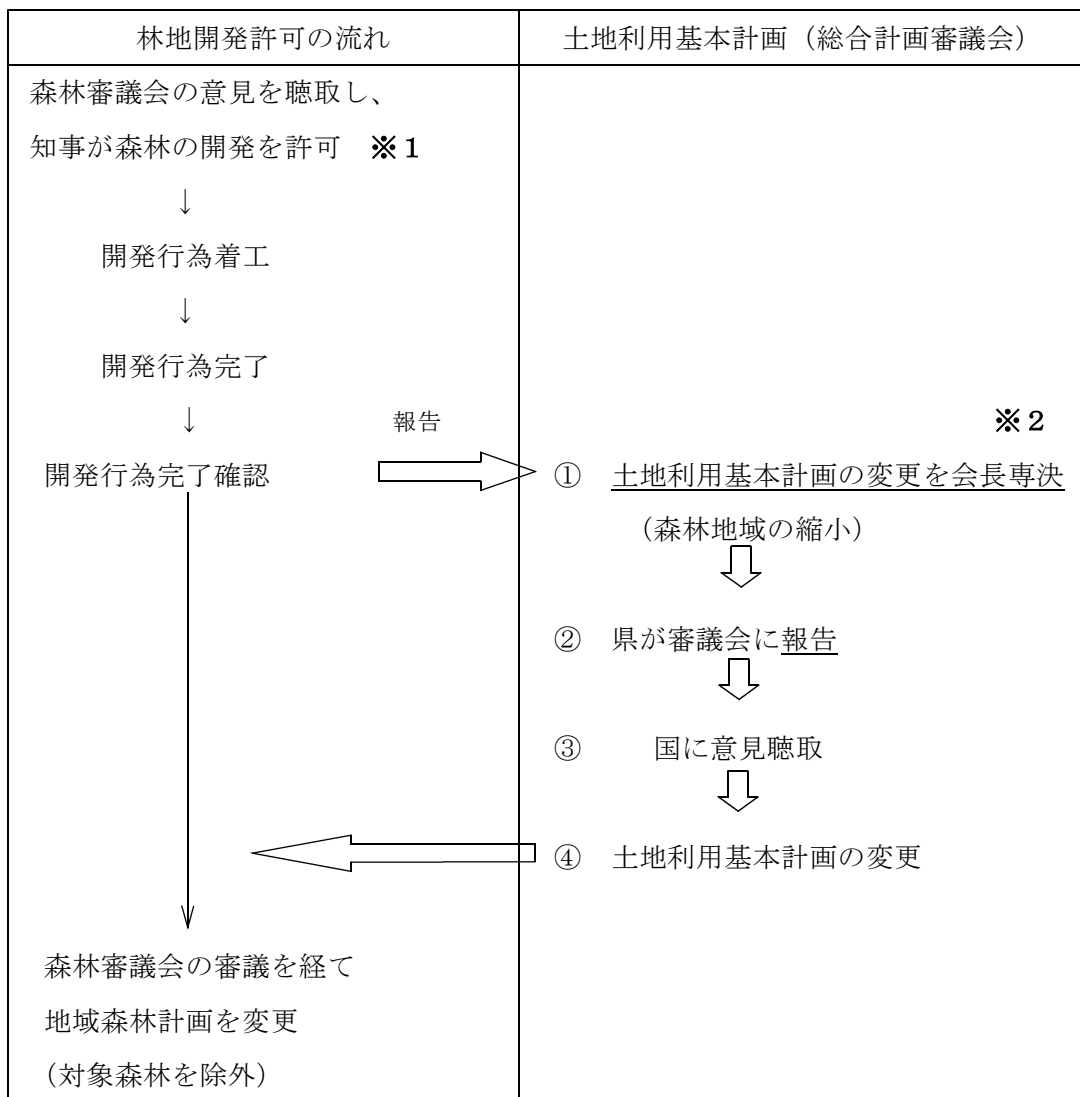 林地開発許可の流れ
土地利用基本計画（総合計画審議会）
森林審議会の意見を聴取し、
知事が森林の開発を許可　※1
↓
開発行為着工
↓
開発行為完了
↓
開発行為完了確認
報告
※2
①　土地利用基本計画の変更を会長専決
（森林地域の縮小）
②　県が審議会に報告
③　国に意見聴取
④　土地利用基本計画の変更
森林審議会の審議を経て
地域森林計画を変更
（対象森林を除外）